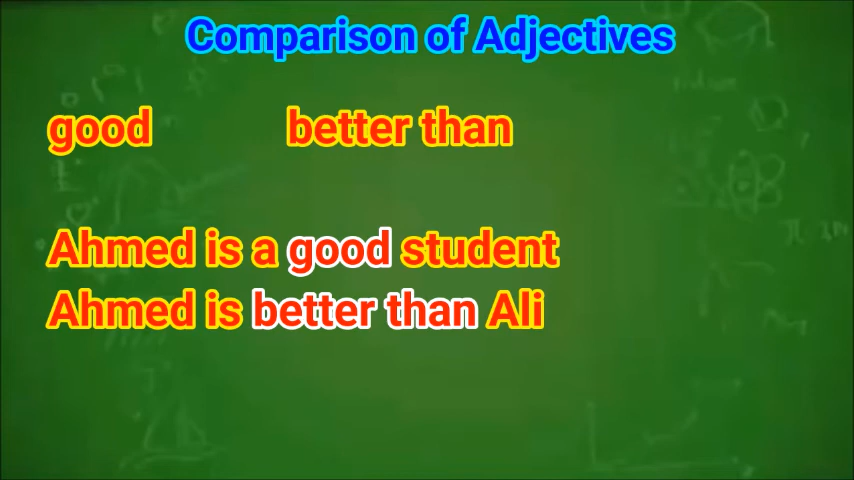 Comparison of Adjectives
good better than
Ahmed is a good student
Ahmed is better than Ali